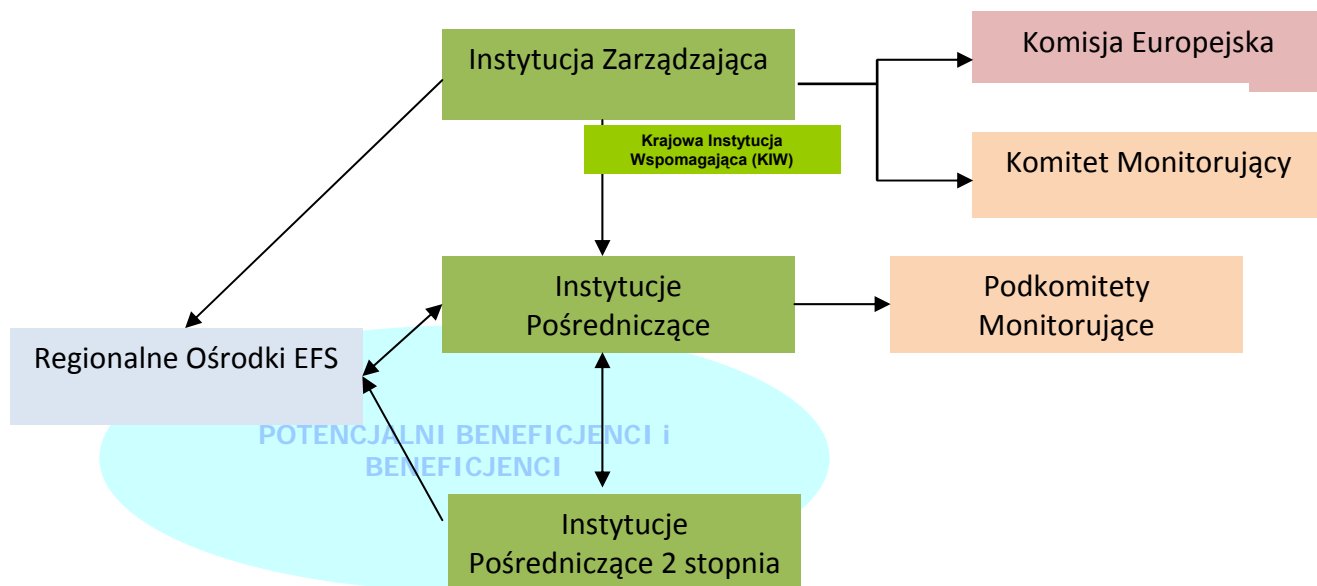 Instytucja Zarządzająca
Komisja Europejska
Krajowa Instytucja
Wspomagająca (KIW)
Komitet Monitorujący
Instytucje
Pośredniczące
Podkomitety
Monitorujące
Regionalne Ośrodki EFS
POTENCJALNI BENEFICJENCI i
BENEFICJENCI
Instytucje
Pośredniczące 2 stopnia